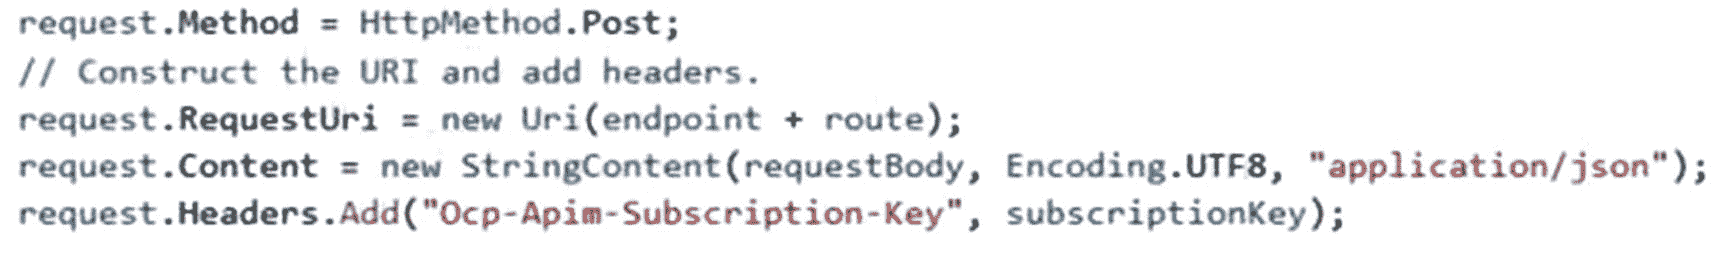 request.Method = HttpMethod.Post;
// Construct the URI and add headers.
request.RequestUri = new Uri(endpoint + route);
request.Content = new StringContent(requestBody, Encoding.UTF8, "application/json");
request.Headers.Add("Ocp-Apim-Subscription-Key", subscriptionKey);